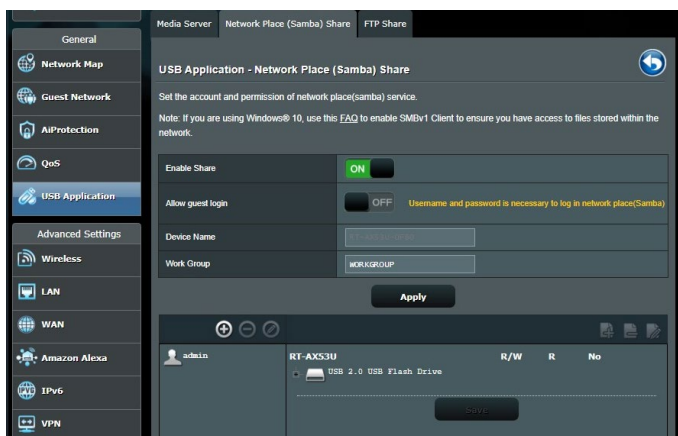 Media Server Network Place (Samba) Share FTP Share
General
Network Map
Guest Network
AiProtection
QoS
USB Application
Advanced Settings
Wireless
LAN
WAN
Amazon Alexa
IPv6
VPN
USB Application - Network Place (Samba) Share
Set the account and permission of network place(samba) service.
Note: If you are using Windows® 10, use this FAQ to enable SMBv1 Client to ensure you have access to files stored within the
network.
Enable Share ON
Allow guest login OFF Username and password is necessary to log in network place(Samba)
Device Name
Work Group WORKGROUP
Apply
admin RT-AX53U R/W R No
USB 2.0 USB Flash Drive
Save